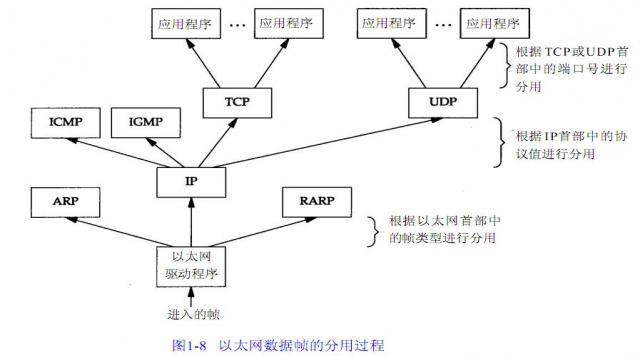 应用程序 … 应用程序 应用程序 … 应用程序
根据TCP或UDP首
部中的端口号进行
分用
TCP
UDP
ICMP
IGMP
根据IP首部中的协
议值进行分用
IP
ARP
RARP
根据以太网首部中
的帧类型进行分用
以太网
驱动程序
进入的帧
图1-8 以太网数据帧的分用过程